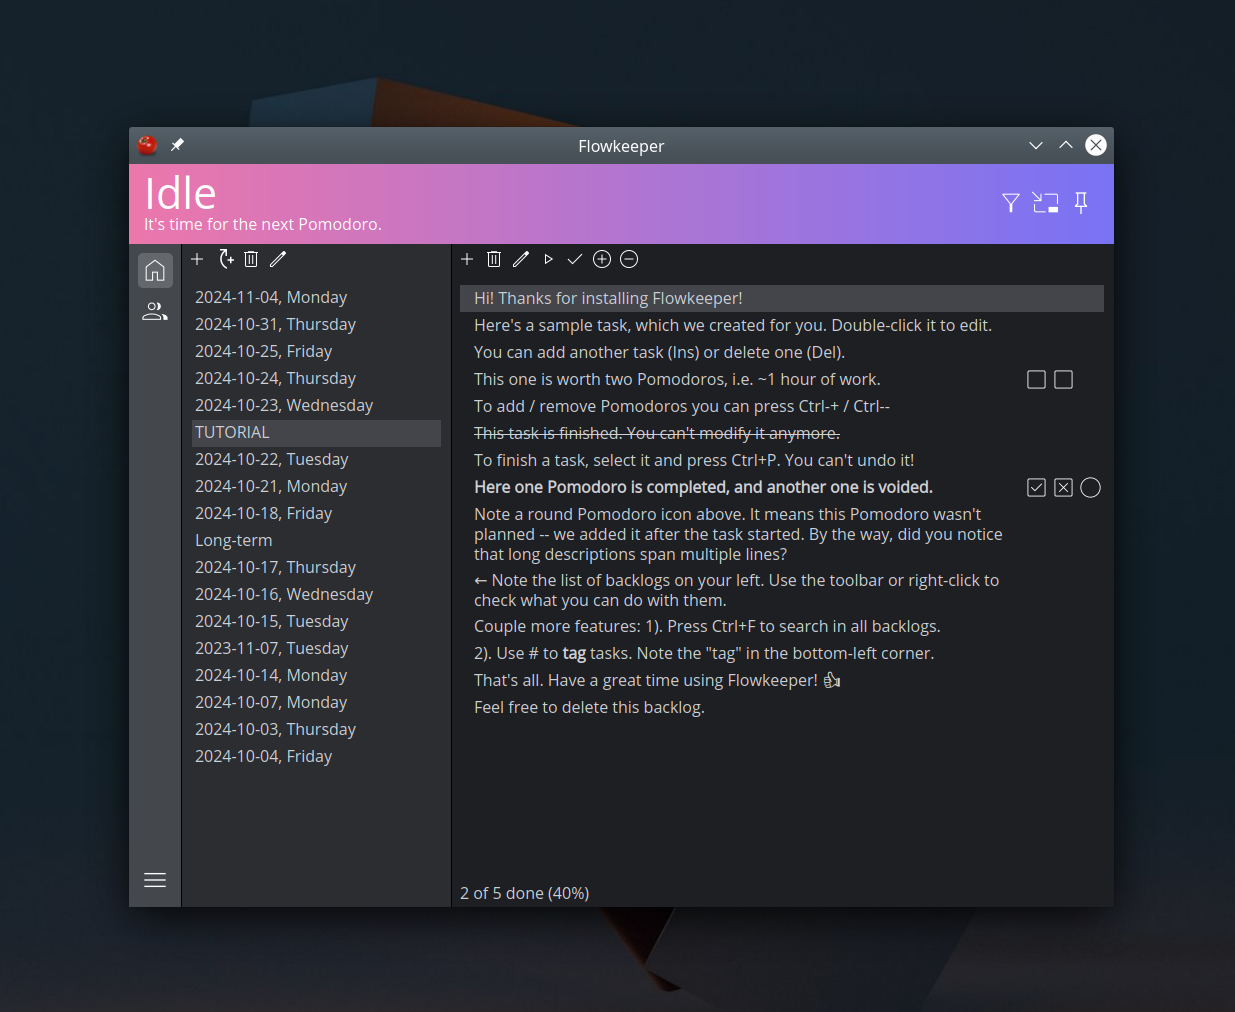 Flowkeeper
Idle
It's time for the next Pomodoro.
2024-11-04, Monday
2024-10-31, Thursday
2024-10-25, Friday
2024-10-24, Thursday
2024-10-23, Wednesday
TUTORIAL
2024-10-22, Tuesday
2024-10-21, Monday
2024-10-18, Friday
Long-term
2024-10-17, Thursday
2024-10-16, Wednesday
2024-10-15, Tuesday
2023-11-07, Tuesday
2024-10-14, Monday
2024-10-07, Monday
2024-10-03, Thursday
2024-10-04, Friday
Hi! Thanks for installing Flowkeeper!
Here's a sample task, which we created for you. Double-click it to edit.
You can add another task (Ins) or delete one (Del).
This one is worth two Pomodoros, i.e. ~1 hour of work.
To add / remove Pomodoros you can press Ctrl-+ / Ctrl--
This task is finished. You can't modify it anymore.
To finish a task, select it and press Ctrl+P. You can't undo it!
Here one Pomodoro is completed, and another one is voided.
Note a round Pomodoro icon above. It means this Pomodoro wasn't
planned -- we added it after the task started. By the way, did you notice
that long descriptions span multiple lines?
← Note the list of backlogs on your left. Use the toolbar or right-click to
check what you can do with them.
Couple more features: 1). Press Ctrl+F to search in all backlogs.
2). Use # to tag tasks. Note the "tag" in the bottom-left corner.
That's all. Have a great time using Flowkeeper! 👍
Feel free to delete this backlog.
2 of 5 done (40%)